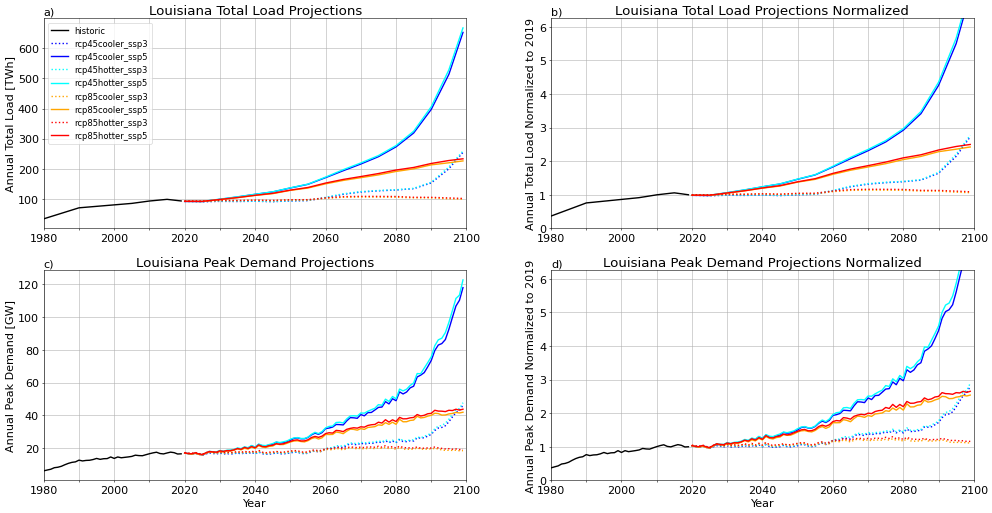 a)
Louisiana Total Load Projections
Annual Total Load [TWh]
600
500
400
300
200
100
historic
rcp45cooler_ssp3
rcp45cooler_ssp5
rcp45hotter_ssp3
rcp45hotter_ssp5
rcp85cooler_ssp3
rcp85cooler_ssp5
rcp85hotter_ssp3
rcp85hotter_ssp5
1980 2000 2020 2040 2060 2080 2100
b)
Louisiana Total Load Projections Normalized
Annual Total Load Normalized to 2019
6
5
4
3
2
1
0
1980 2000 2020 2040 2060 2080 2100
c)
Louisiana Peak Demand Projections
Annual Peak Demand [GW]
120
100
80
60
40
20
1980 2000 2020 2040 2060 2080 2100
Year
d)
Louisiana Peak Demand Projections Normalized
Annual Peak Demand Normalized to 2019
6
5
4
3
2
1
0
1980 2000 2020 2040 2060 2080 2100
Year